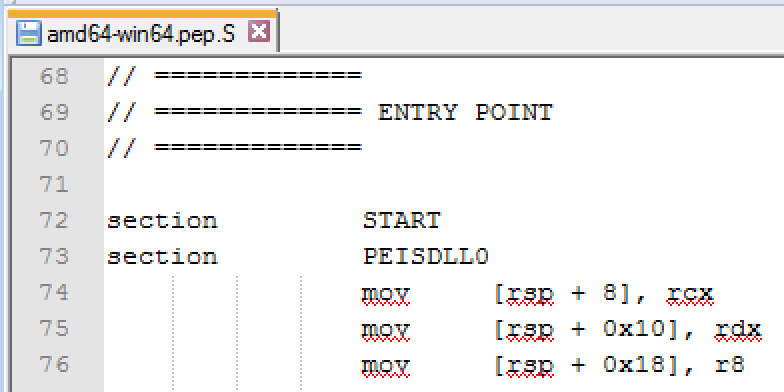 amd64-win64.pep.S
68 // =============
69 // ============= ENTRY POINT
70 // =============
71
72 section START
73 section PEISDLL0
74 mov [rsp + 8], rcx
75 mov [rsp + 0x10], rdx
76 mov [rsp + 0x18], r8